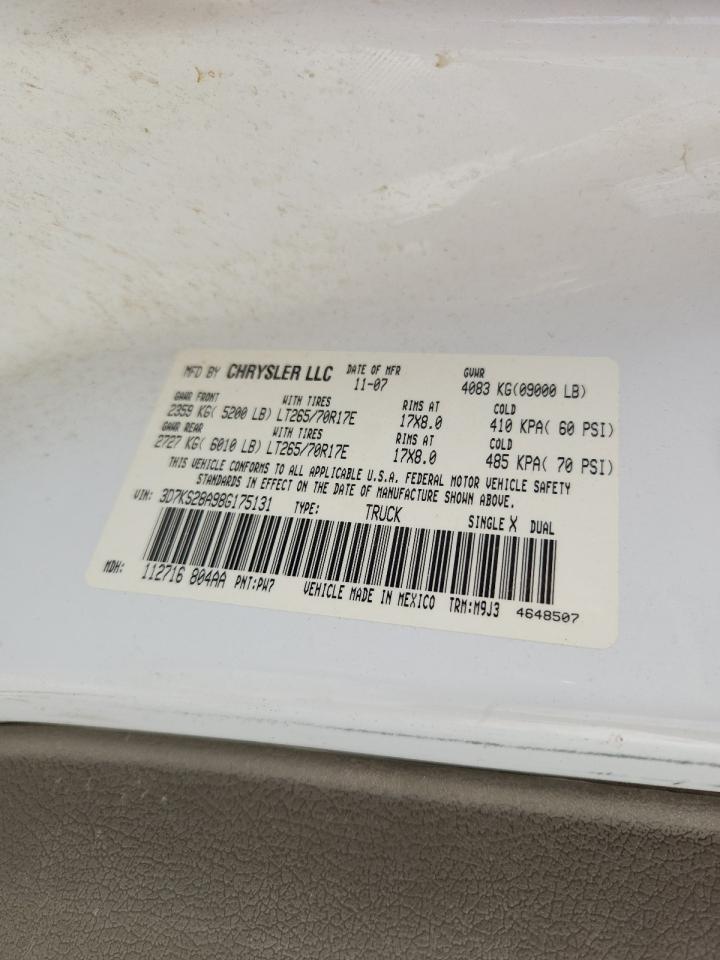 MFD BY CHRYSLER LLC DATE OF MFR GVWR
11-07 4083 KG(09000 LB)
GAWR FRONT WITH TIRES RIMS AT COLD
2359 KG( 5200 LB) LT265/70R17E 17X8.0 410 KPA( 60 PSI)
GAWR REAR WITH TIRES RIMS AT COLD
2727 KG( 6010 LB) LT265/70R17E 17X8.0 485 KPA( 70 PSI)
THIS VEHICLE CONFORMS TO ALL APPLICABLE U.S.A. FEDERAL MOTOR VEHICLE SAFETY
STANDARDS IN EFFECT ON THE DATE OF MANUFACTURE SHOWN ABOVE.
VIN: 3D7KS28A98G175131 TYPE: TRUCK SINGLE X DUAL
MDH: 112716 804AA PNT:PW7 VEHICLE MADE IN MEXICO TRM:M9J3 4648507